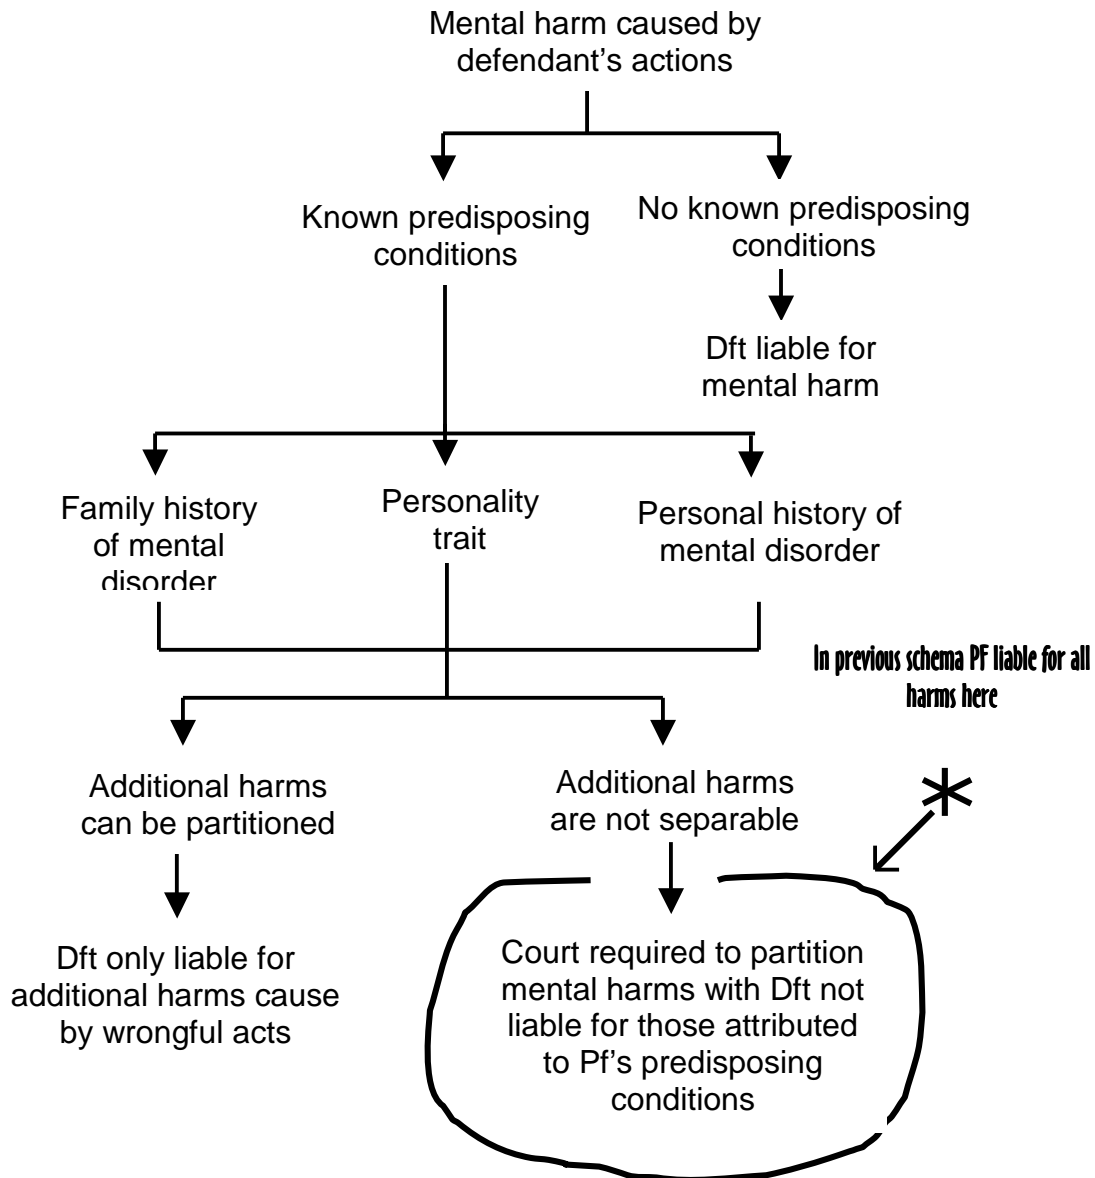 Mental harm caused by
defendant’s actions
Known predisposing
conditions
No known predisposing
conditions
Dft liable for
mental harm
Family history
of mental
disorder
Personality
trait
Personal history of
mental disorder
In previous schema PF liable for all
harms here
*
Additional harms
can be partitioned
Additional harms
are not separable
Dft only liable for
additional harms cause
by wrongful acts
Court required to partition
mental harms with Dft not
liable for those attributed
to Pf’s predisposing
conditions